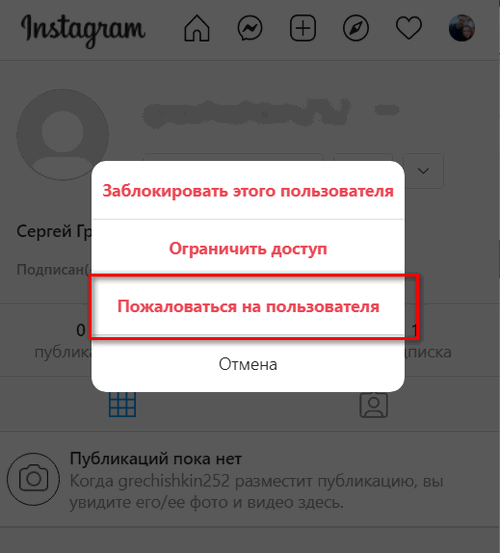 Instagram
Заблокировать этого пользователя
Сергей Гр
Ограничить доступ
Подписан(
Пожаловаться на пользователя
0
1
публика
дписка
Отмена
Публикаций пока нет
Когда grechishkin252 разместит публикацию, вы
увидите его/ее фото и видео здесь.